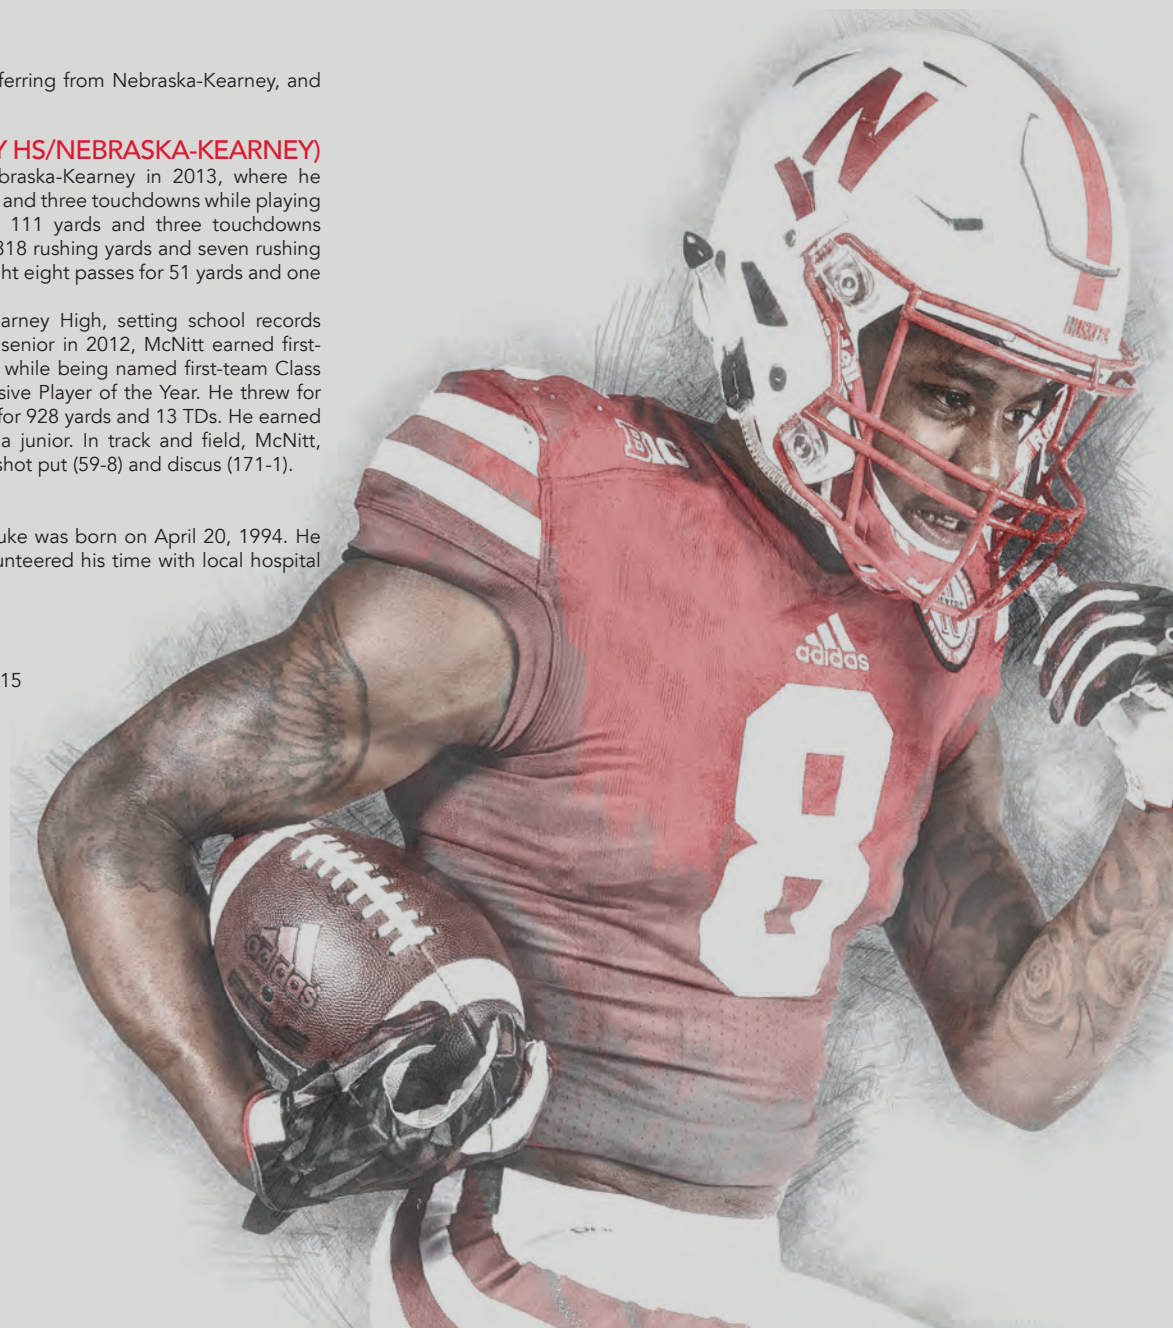 ferring from Nebraska-Kearney, and
Y HS/NEBRASKA-KEARNEY)
braska-Kearney in 2013, where he
and three touchdowns while playing
111 yards and three touchdowns
318 rushing yards and seven rushing
ht eight passes for 51 yards and one
arney High, setting school records
senior in 2012, McNitt earned first-
while being named first-team Class
sive Player of the Year. He threw for
for 928 yards and 13 TDs. He earned
a junior. In track and field, McNitt,
shot put (59-8) and discus (171-1).
uke was born on April 20, 1994. He
unteered his time with local hospital
15
N
HUSKERS
B1G
adidas
8
adidas